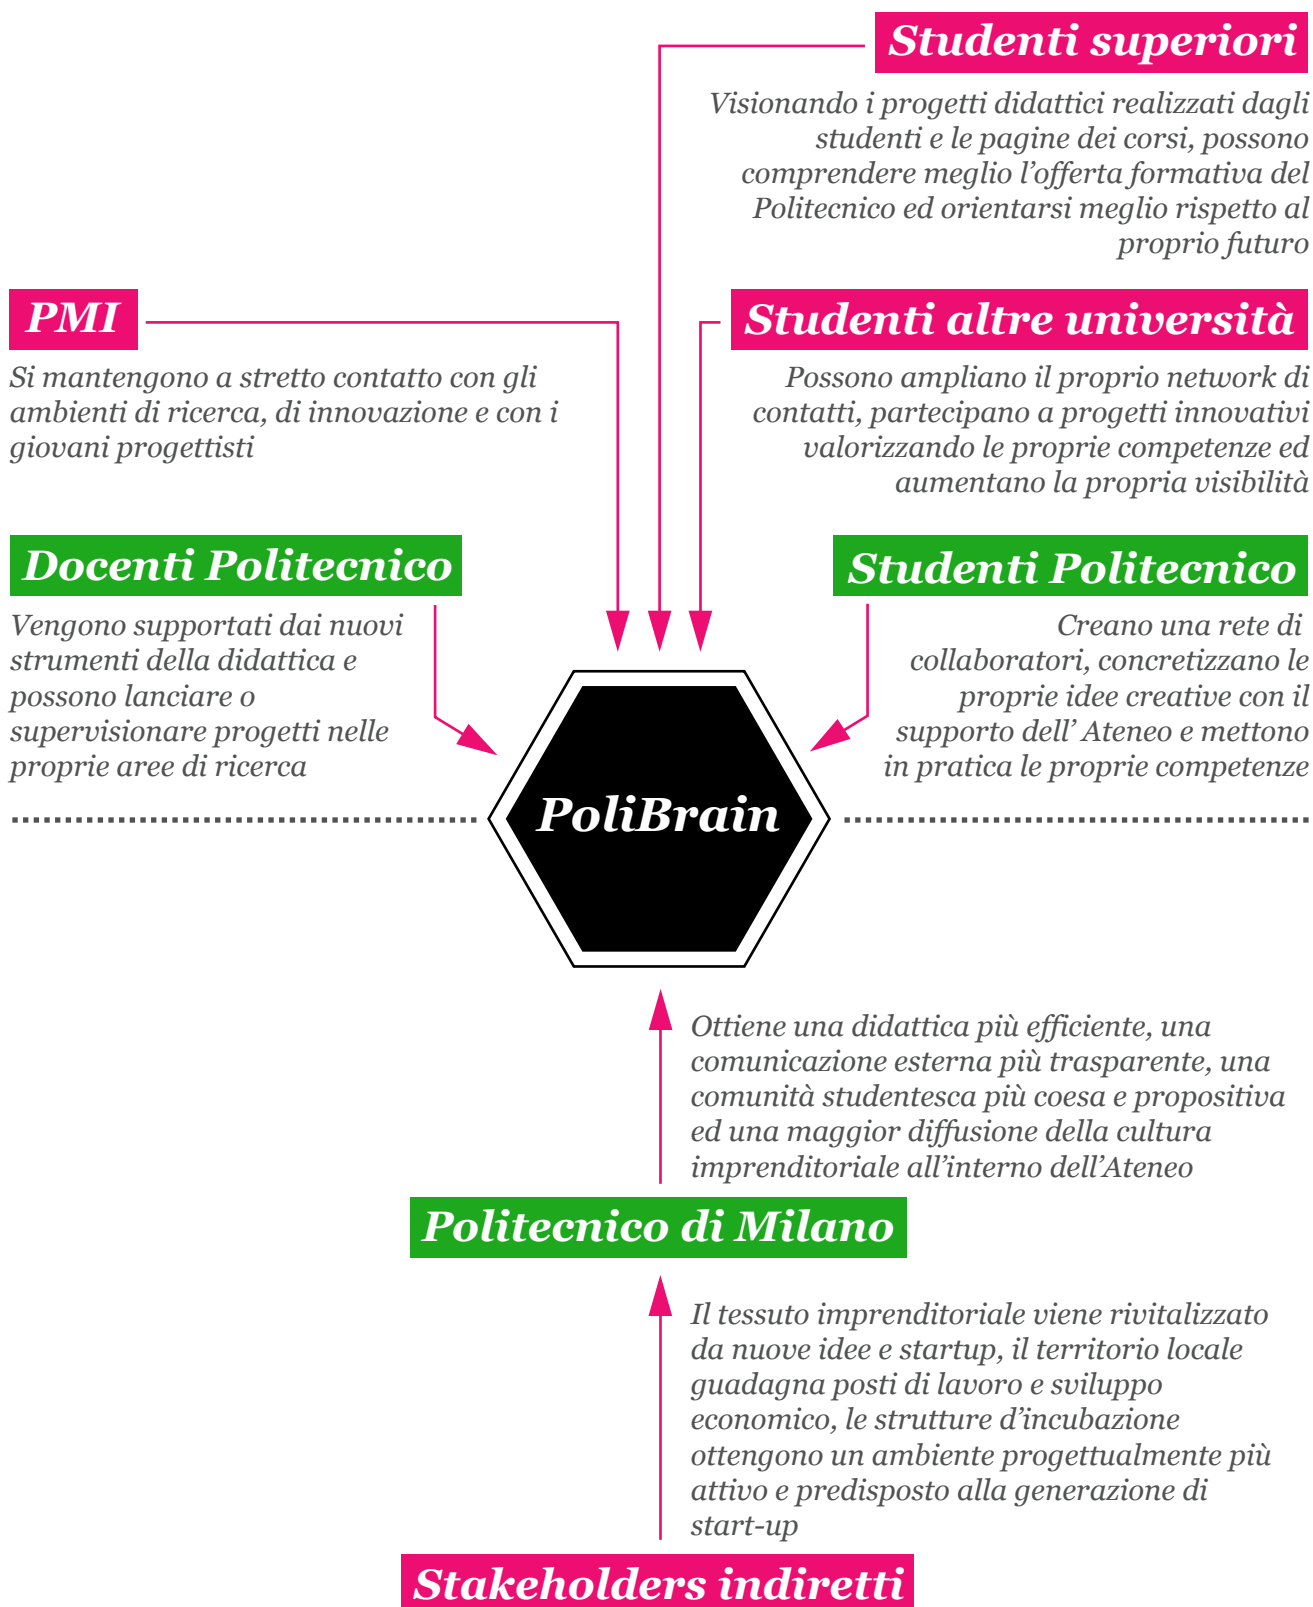 Studenti superiori
Visionando i progetti didattici realizzati dagli
studenti e le pagine dei corsi, possono
comprendere meglio l'offerta formativa del
Politecnico ed orientarsi meglio rispetto al
proprio futuro
PMI
Si mantengono a stretto contatto con gli
ambienti di ricerca, di innovazione e con i
giovani progettisti
Studenti altre università
Possono ampliano il proprio network di
contatti, partecipano a progetti innovativi
valorizzando le proprie competenze ed
aumentano la propria visibilità
Docenti Politecnico
Vengono supportati dai nuovi
strumenti della didattica e
possono lanciare o
supervisionare progetti nelle
proprie aree di ricerca
Studenti Politecnico
Creano una rete di
collaboratori, concretizzano le
proprie idee creative con il
supporto dell' Ateneo e mettono
in pratica le proprie competenze
PoliBrain
Ottiene una didattica più efficiente, una
comunicazione esterna più trasparente, una
comunità studentesca più coesa e propositiva
ed una maggior diffusione della cultura
imprenditoriale all'interno dell'Ateneo
Politecnico di Milano
Il tessuto imprenditoriale viene rivitalizzato
da nuove idee e startup, il territorio locale
guadagna posti di lavoro e sviluppo
economico, le strutture d'incubazione
ottengono un ambiente progettualmente più
attivo e predisposto alla generazione di
start-up
Stakeholders indiretti